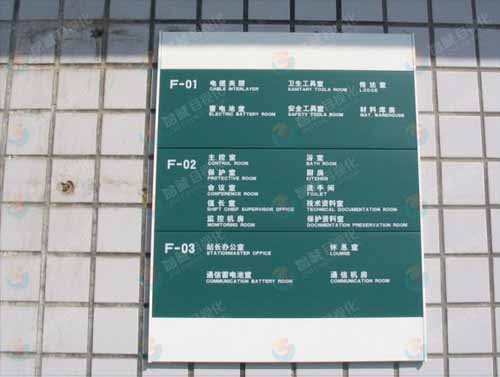 F-01
电缆夹层 卫生工具室 传达室
CABLE INTERLAYER SANITARY TOOLS ROOM LODGE
蓄电池室 安全工具室 材料库房
ELECTRIC BATTERY ROOM SAFETY TOOLS ROOM MAT. WAREHOUSE
F-02
主控室 浴室
CONTROL ROOM BATH ROOM
保护室 厨房
PROTECTIVE ROOM KITCHEN
会议室 洗手间
CONFERENCE ROOM TOILET
值长室 技术资料室
SHIFT CHIEF SUPERVISOR OFFICE TECHNICAL DOCUMENTATION ROOM
监控机房 保护资料室
MONITORING ROOM DOCUMENTATION PRESERVATION ROOM
F-03
站长办公室 休息室
STATIONMASTER OFFICE LOUNGE
通信蓄电池室 通信机房
COMMUNICATION BATTERY ROOM COMMUNICATION ROOM